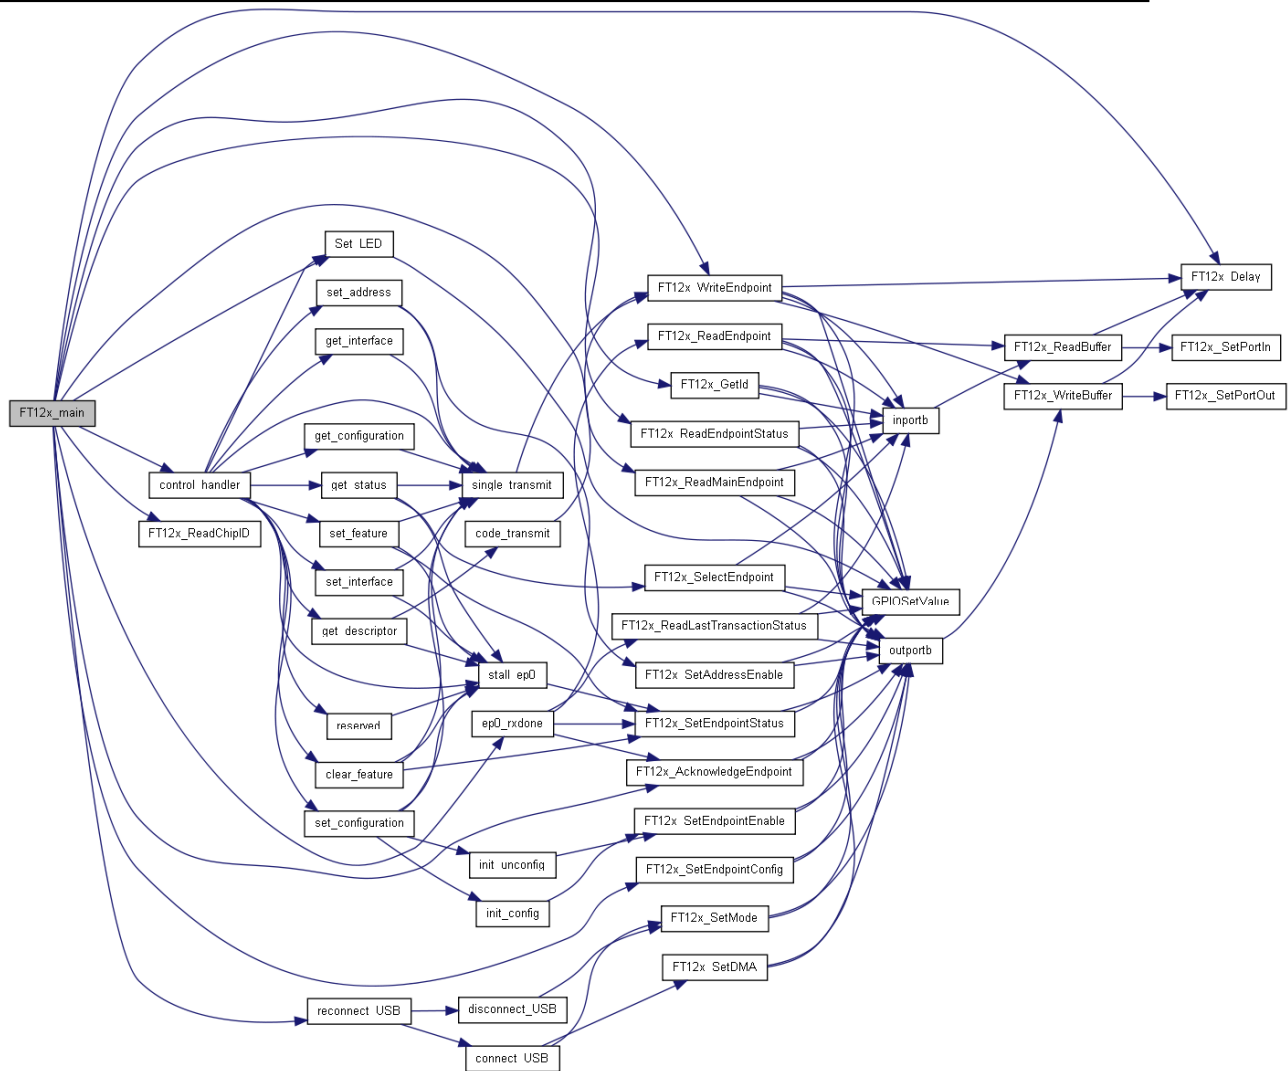 FT12x_main
control_handler
FT12x_ReadChipID
Set_LED
set_address
get_interface
get_configuration
get_status
set_feature
set_interface
get_descriptor
reserved
clear_feature
set_configuration
reconnect_USB
single_transmit
code_transmit
stall_ep0
ep0_rxdone
init_unconfig
init_config
disconnect_USB
connect_USB
FT12x_WriteEndpoint
FT12x_ReadEndpoint
FT12x_GetId
FT12x_ReadEndpointStatus
FT12x_ReadMainEndpoint
FT12x_SelectEndpoint
FT12x_ReadLastTransactionStatus
FT12x_SetAddressEnable
FT12x_SetEndpointStatus
FT12x_AcknowledgeEndpoint
FT12x_SetEndpointEnable
FT12x_SetEndpointConfig
FT12x_SetMode
FT12x_SetDMA
inportb
GPIOSetValue
outportb
FT12x_ReadBuffer
FT12x_WriteBuffer
FT12x_Delay
FT12x_SetPortIn
FT12x_SetPortOut